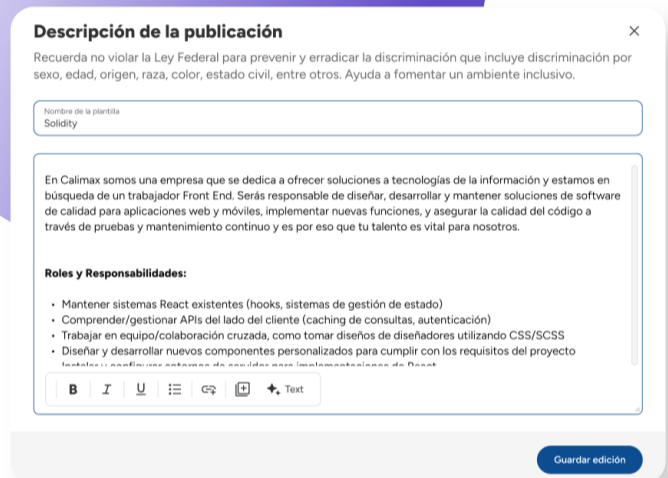 Descripción de la publicación
Recuerda no violar la Ley Federal para prevenir y erradicar la discriminación que incluye discriminación por
sexo, edad, origen, raza, color, estado civil, entre otros. Ayuda a fomentar un ambiente inclusivo.
Nombre de la plantilla
Solidity
En Calimax somos una empresa que se dedica a ofrecer soluciones a tecnologías de la información y estamos en
búsqueda de un trabajador Front End. Serás responsable de diseñar, desarrollar y mantener soluciones de software
de calidad para aplicaciones web y móviles, implementar nuevas funciones, y asegurar la calidad del código a
través de pruebas y mantenimiento continuo y es por eso que tu talento es vital para nosotros.
Roles y Responsabilidades:
• Mantener sistemas React existentes (hooks, sistemas de gestión de estado)
• Comprender/gestionar APIs del lado del cliente (caching de consultas, autenticación)
• Trabajar en equipo/colaboración cruzada, como tomar diseños de diseñadores utilizando CSS/SCSS
• Diseñar y desarrollar nuevos componentes personalizados para cumplir con los requisitos del proyecto
B I U Text
Guardar edición